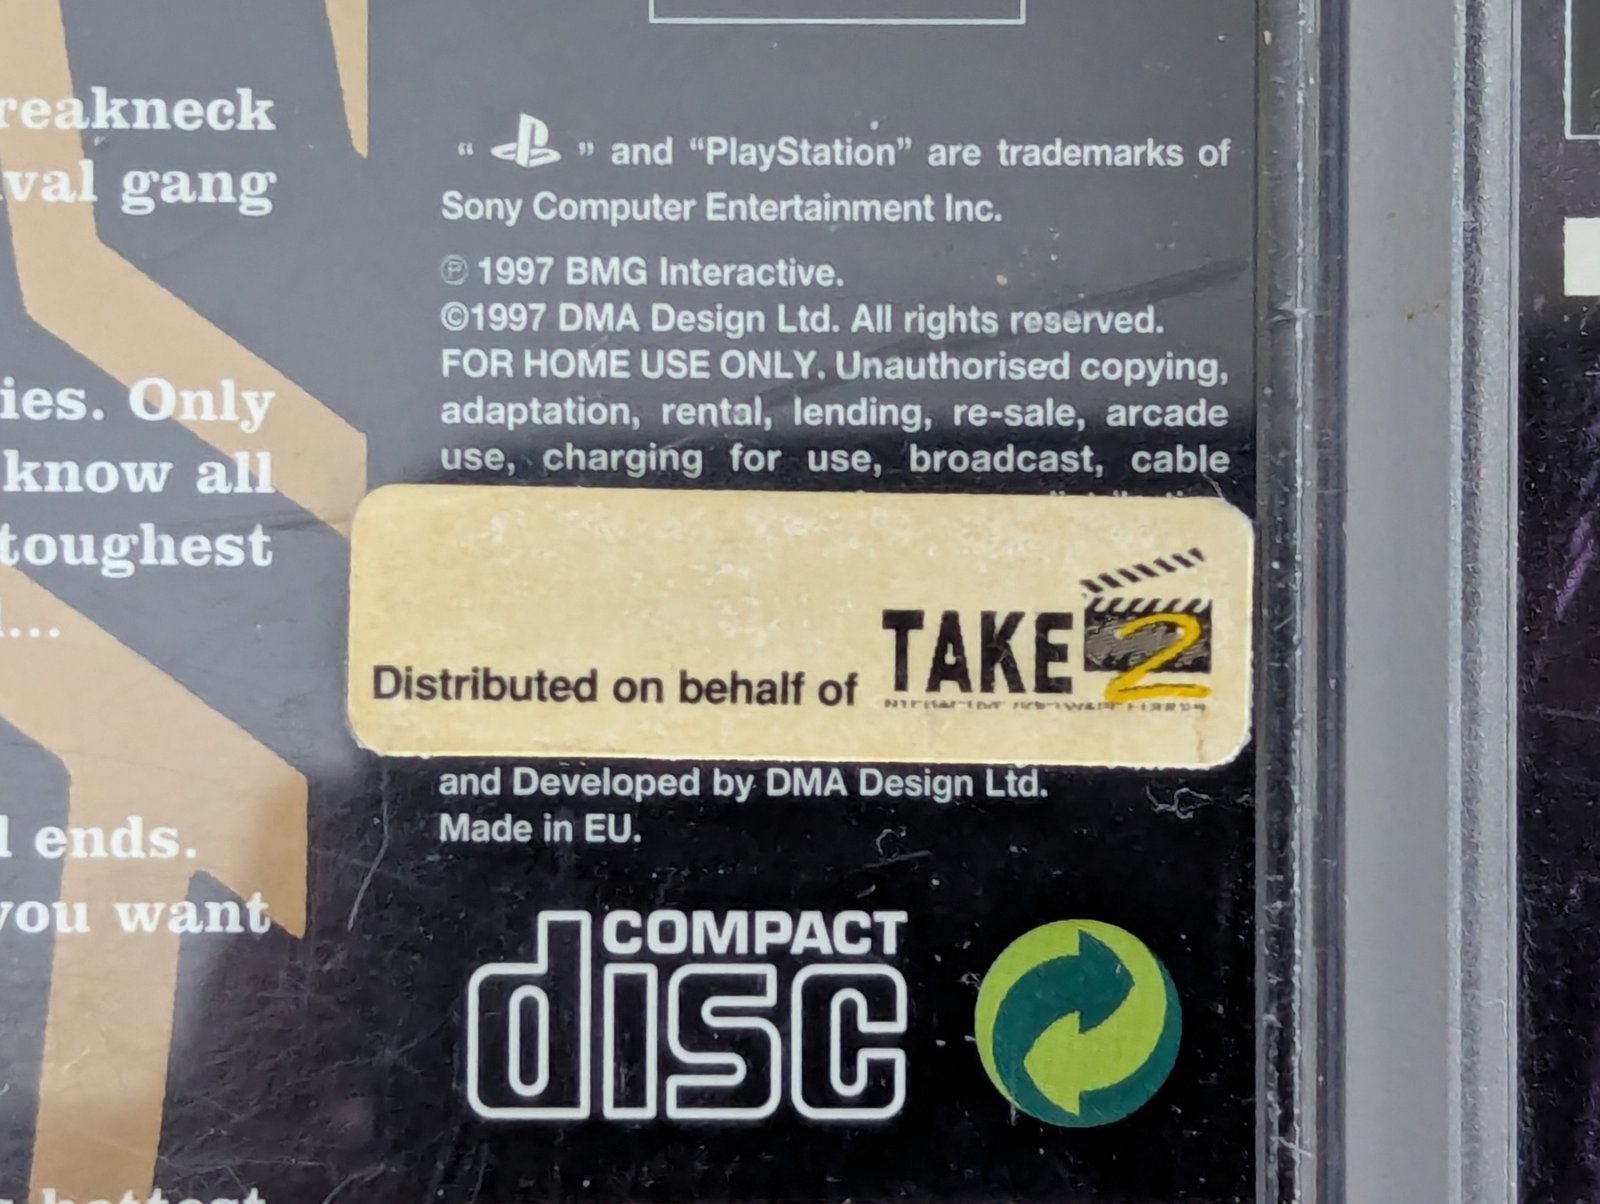 reakneck
val gang
ies. Only
know all
toughest
...
ends.
you want
hottest
“ ” and “PlayStation” are trademarks of
Sony Computer Entertainment Inc.
℗ 1997 BMG Interactive.
©1997 DMA Design Ltd. All rights reserved.
FOR HOME USE ONLY. Unauthorised copying,
adaptation, rental, lending, re-sale, arcade
use, charging for use, broadcast, cable
Distributed on behalf of TAKE 2
and Developed by DMA Design Ltd.
Made in EU.
COMPACT
disc